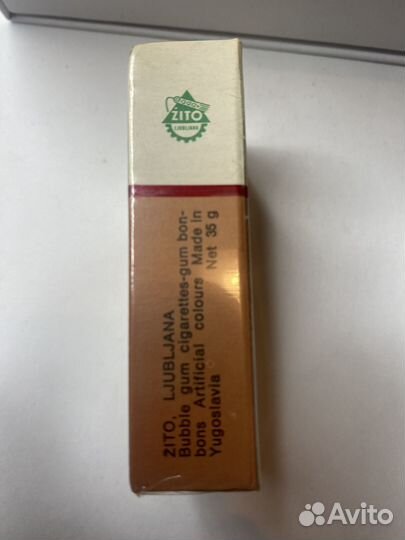 ZITO
LJUBLJANA
ZITO, LJUBLJANA
Bubble gum cigarettes-gum bon-
bons Artificial colours Made in
Yugoslavia Net 35 g
Avito